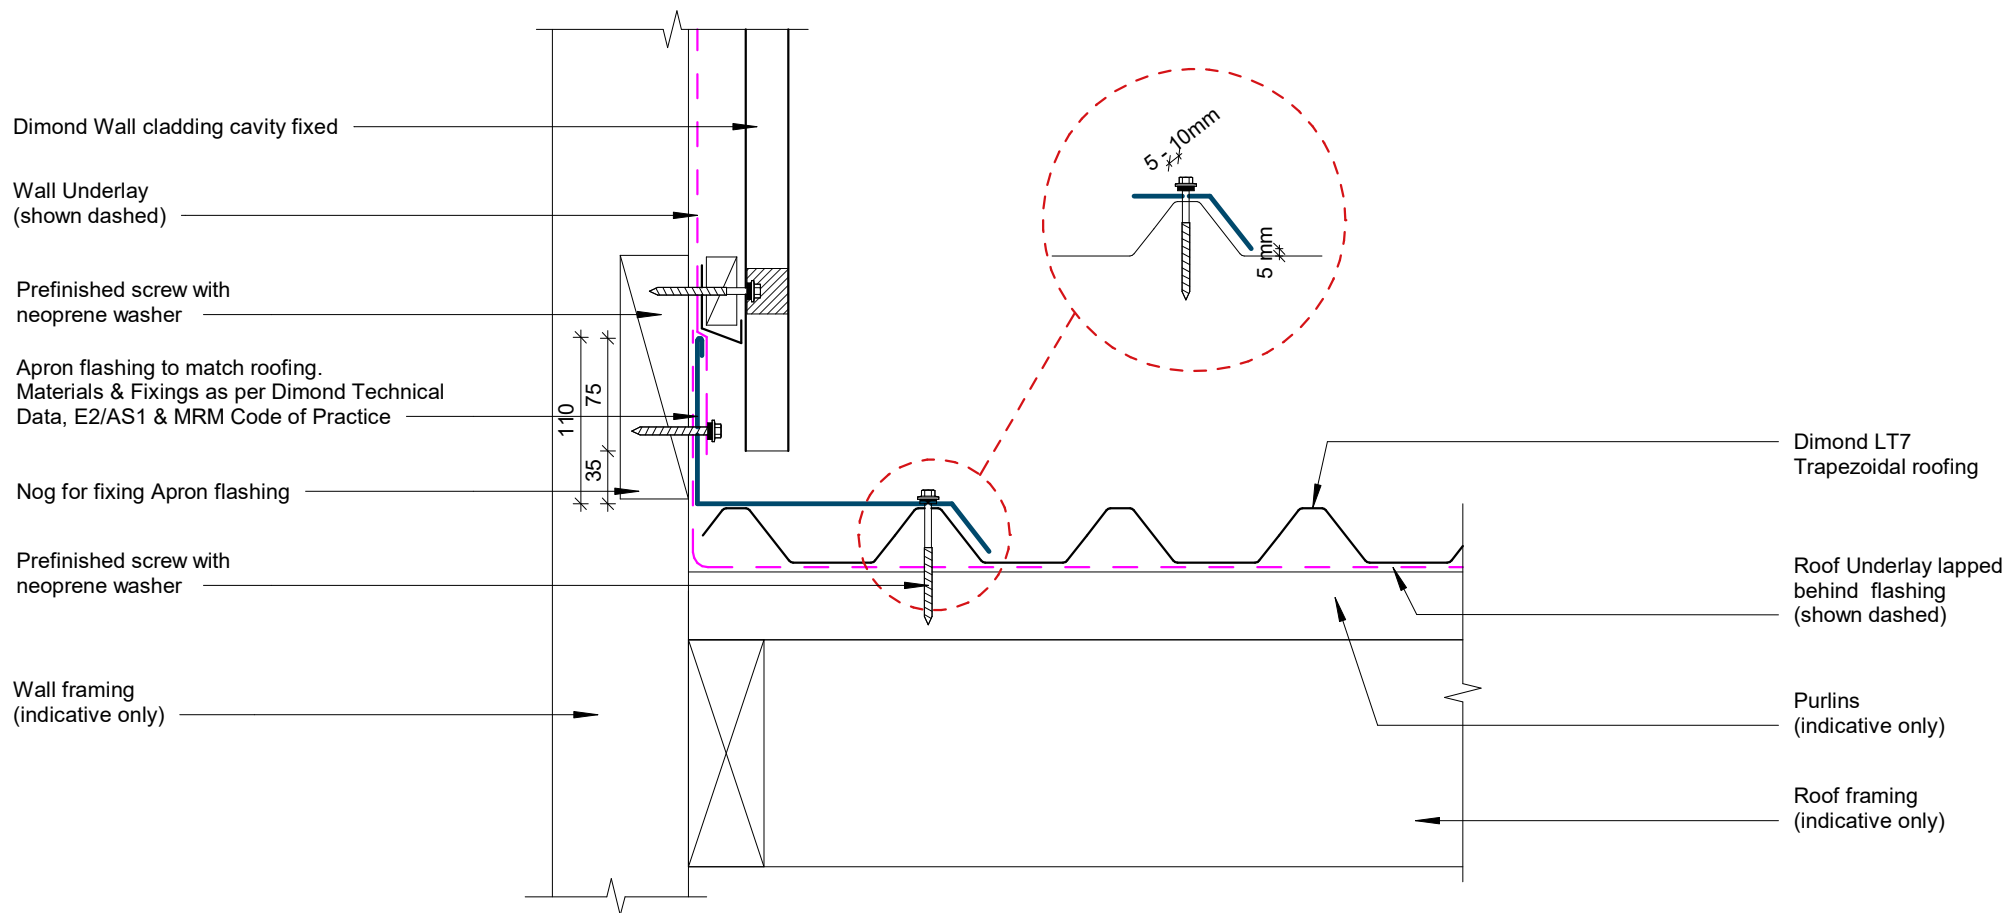 Dimond Wall cladding cavity fixed
Wall Underlay
(shown dashed)
Prefinished screw with
neoprene washer
Apron flashing to match roofing.
Materials & Fixings as per Dimond Technical
Data, E2/AS1 & MRM Code of Practice
Nog for fixing Apron flashing
Prefinished screw with
neoprene washer
Wall framing
(indicative only)
110
75
35
5 - 10mm
5 mm
Dimond LT7
Trapezoidal roofing
Roof Underlay lapped
behind flashing
(shown dashed)
Purlins
(indicative only)
Roof framing
(indicative only)